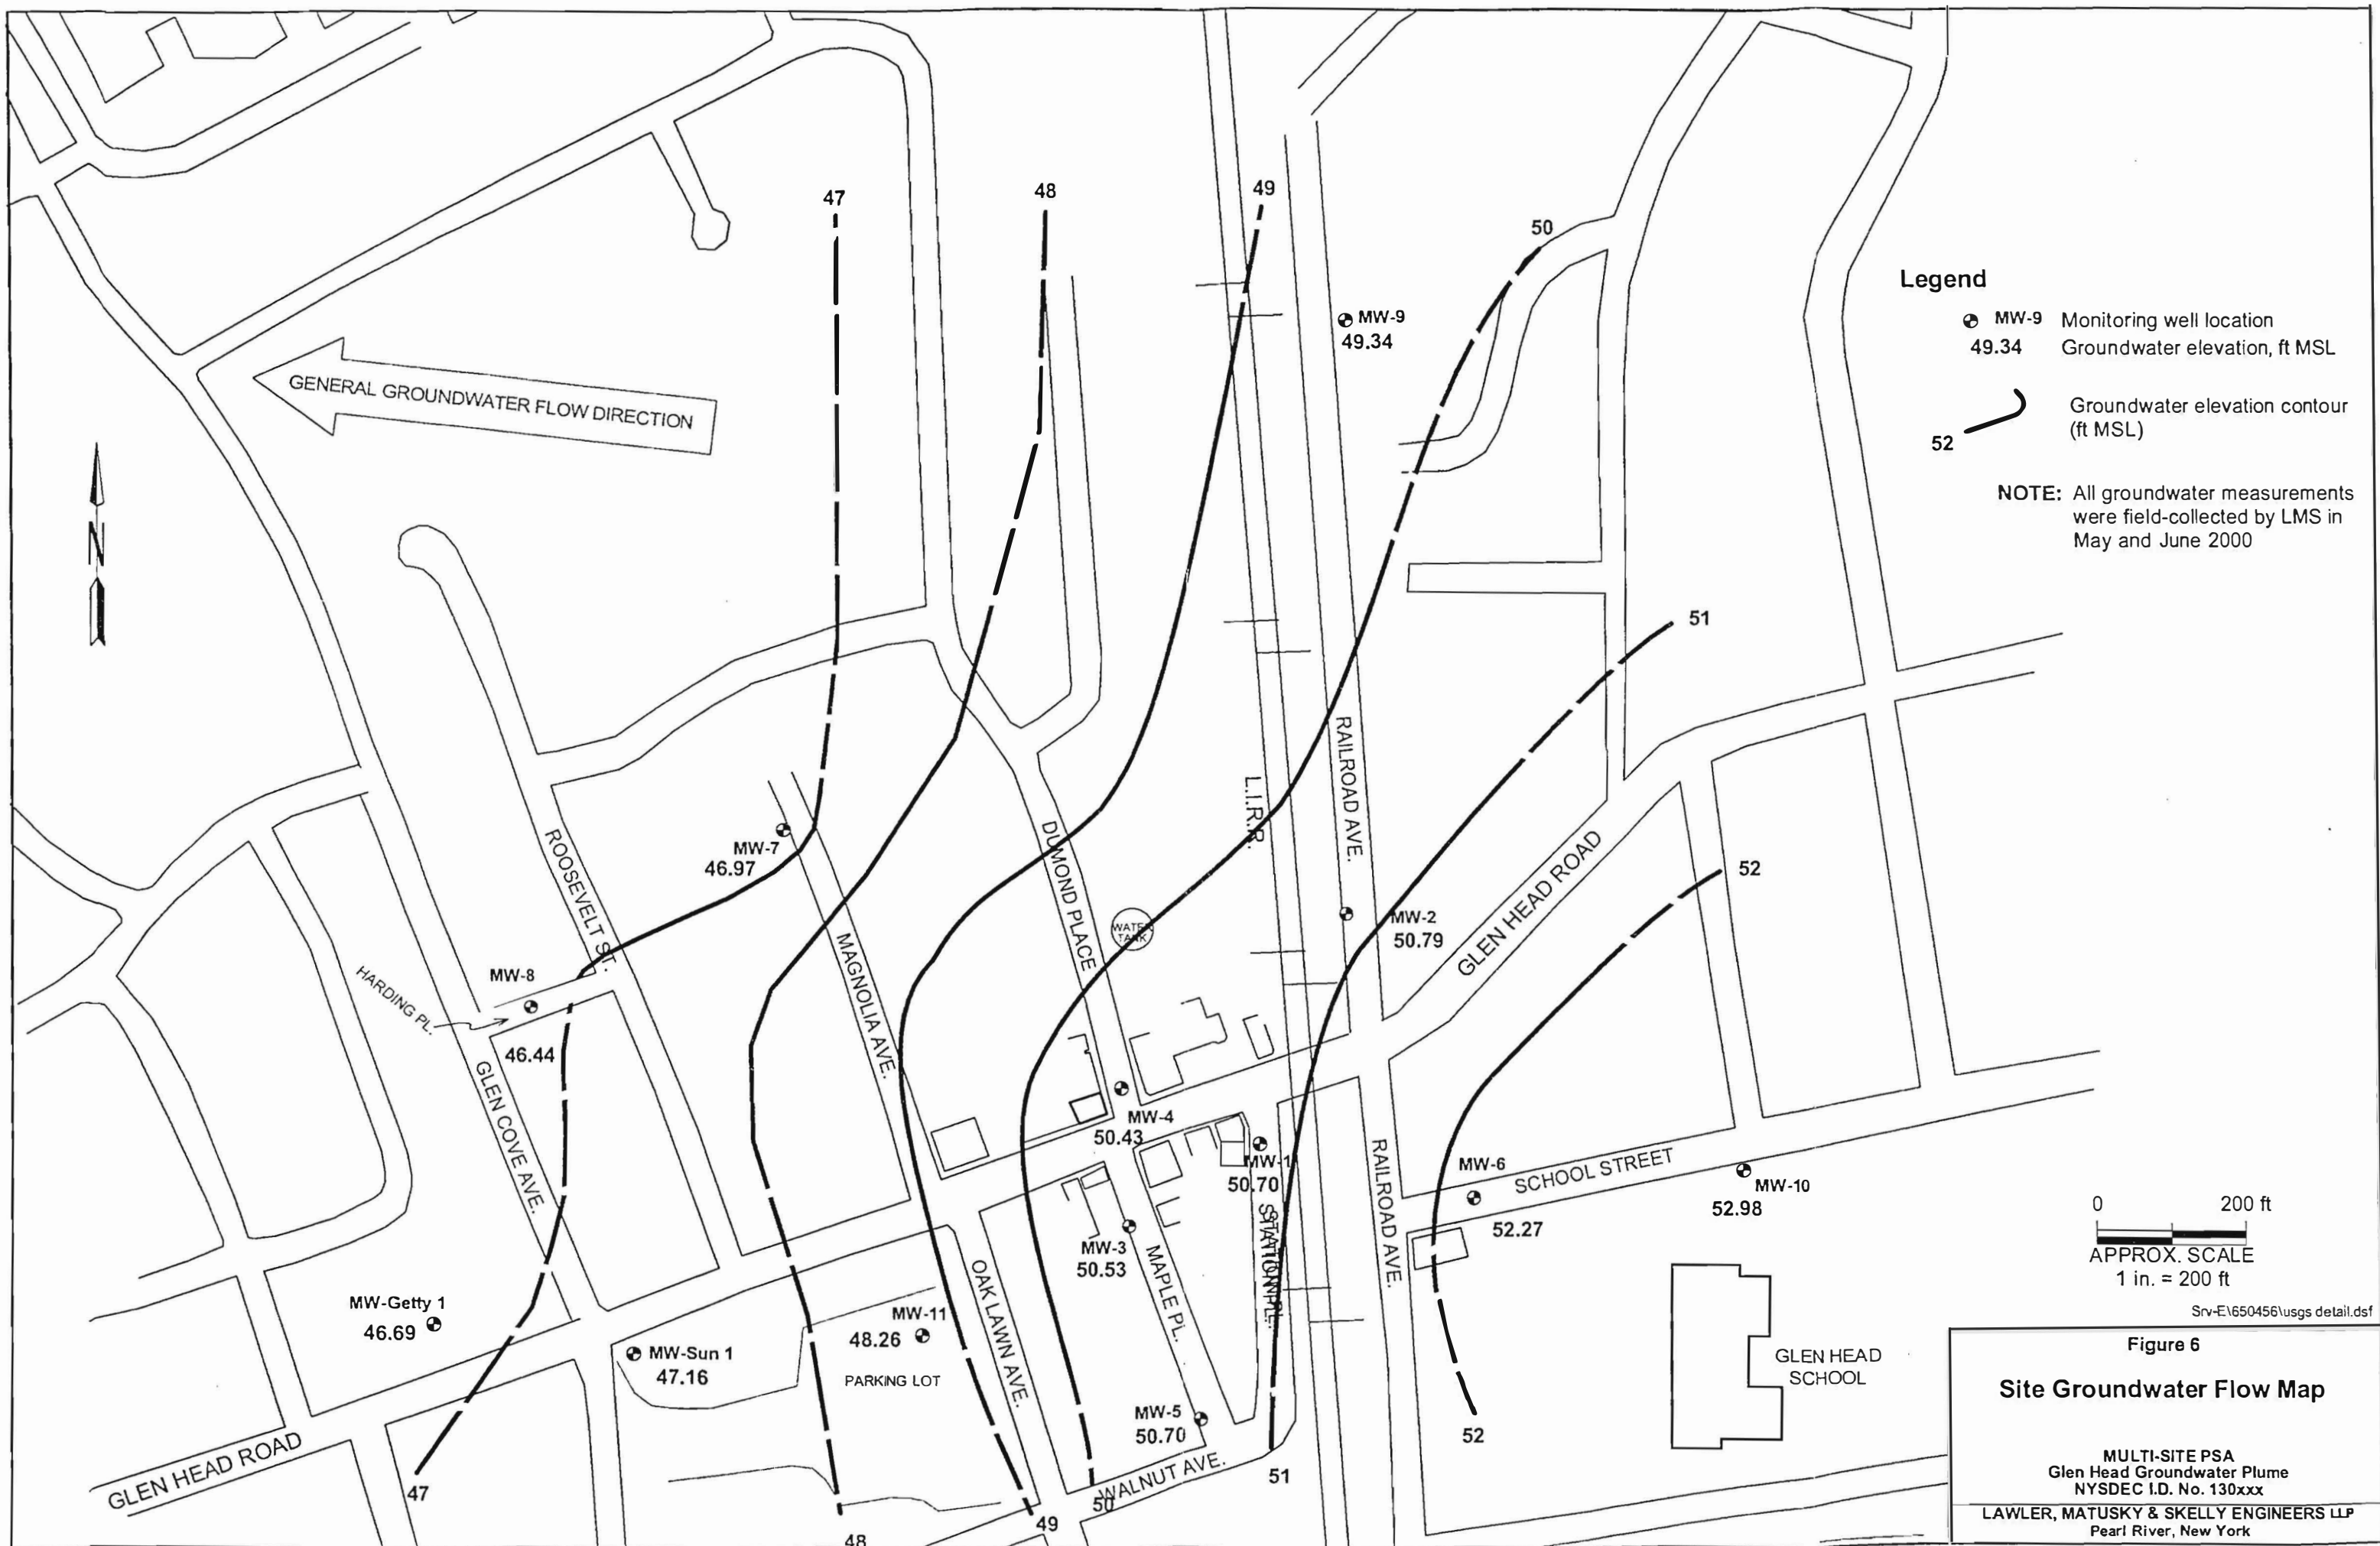 47
48
49
50
Legend
MW-9 Monitoring well location
49.34 Groundwater elevation, ft MSL
52
Groundwater elevation contour
(ft MSL)
NOTE: All groundwater measurements
were field-collected by LMS in
May and June 2000
MW-9
49.34
GENERAL GROUNDWATER FLOW DIRECTION
N
51
52
RAILROAD AVE.
L.I.R.R.
MW-7
46.97
ROOSEVELT ST.
DUMOND PLACE
WATER
TANK
MW-2
50.79
GLEN HEAD ROAD
MAGNOLIA AVE.
MW-8
HARDING PL.
46.44
GLEN COVE AVE.
MW-4
50.43
MW-1
50.70
RAILROAD AVE.
MW-6
52.27
SCHOOL STREET
MW-10
52.98
MW-3
50.53
MAPLE PL.
STATION PL.
OAK LAWN AVE.
MW-Getty 1
46.69
MW-Sun 1
47.16
MW-11
48.26
PARKING LOT
MW-5
50.70
WALNUT AVE.
GLEN HEAD
SCHOOL
GLEN HEAD ROAD
47
48
49
50
51
52
0 200 ft
APPROX. SCALE
1 in. = 200 ft
Srv-E\650456\usgs detail.dsf
Figure 6
Site Groundwater Flow Map
MULTI-SITE PSA
Glen Head Groundwater Plume
NYSDEC I.D. No. 130xxx
LAWLER, MATUSKY & SKELLY ENGINEERS LLP
Pearl River, New York